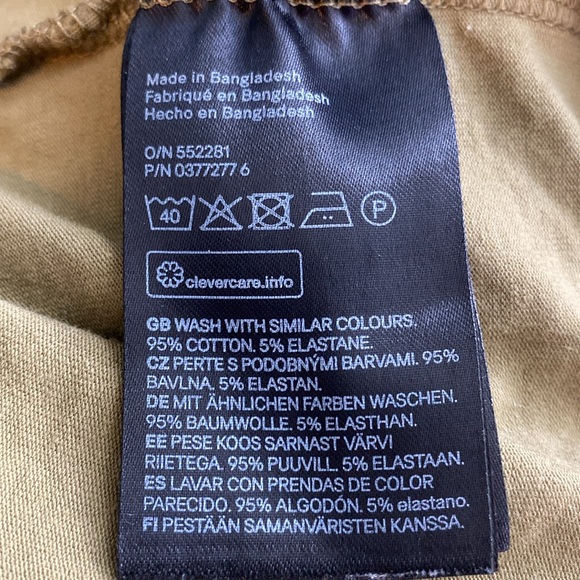 Made in Bangladesh
Fabriqué en Bangladesh
Hecho en Bangladesh
O/N 552281
P/N 0377277 6
40 P
clevercare.info
GB WASH WITH SIMILAR COLOURS.
95% COTTON. 5% ELASTANE.
CZ PERTE S PODOBNÝMI BARVAMI. 95%
BAVLNA. 5% ELASTAN.
DE MIT ÄHNLICHEN FARBEN WASCHEN.
95% BAUMWOLLE. 5% ELASTHAN.
EE PESE KOOS SARNAST VÄRVI
RIIETEGA. 95% PUUVILL. 5% ELASTAAN.
ES LAVAR CON PRENDAS DE COLOR
PARECIDO. 95% ALGODÓN. 5% elastano.
FI PESTÄÄN SAMANVÄRISTEN KANSSA.